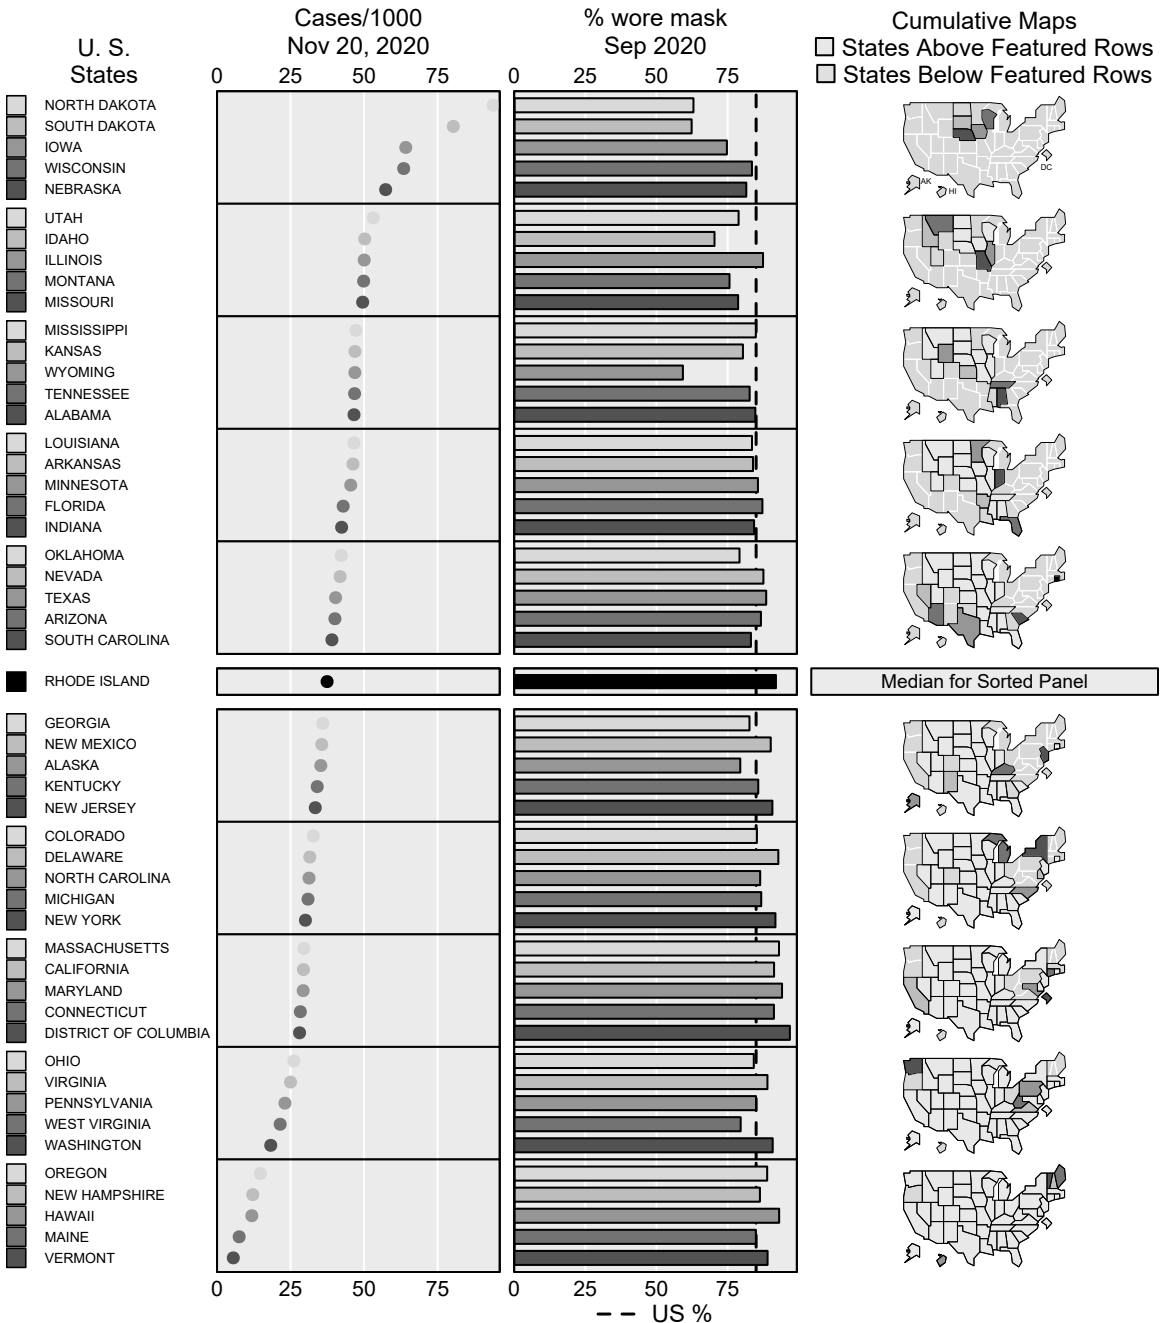 U. S.
States
Cases/1000
Nov 20, 2020
% wore mask
Sep 2020
Cumulative Maps
States Above Featured Rows
States Below Featured Rows
0 25 50 75
0 25 50 75
NORTH DAKOTA
SOUTH DAKOTA
IOWA
WISCONSIN
NEBRASKA
AK
HI
DC
UTAH
IDAHO
ILLINOIS
MONTANA
MISSOURI
MISSISSIPPI
KANSAS
WYOMING
TENNESSEE
ALABAMA
LOUISIANA
ARKANSAS
MINNESOTA
FLORIDA
INDIANA
OKLAHOMA
NEVADA
TEXAS
ARIZONA
SOUTH CAROLINA
RHODE ISLAND
Median for Sorted Panel
GEORGIA
NEW MEXICO
ALASKA
KENTUCKY
NEW JERSEY
COLORADO
DELAWARE
NORTH CAROLINA
MICHIGAN
NEW YORK
MASSACHUSETTS
CALIFORNIA
MARYLAND
CONNECTICUT
DISTRICT OF COLUMBIA
OHIO
VIRGINIA
PENNSYLVANIA
WEST VIRGINIA
WASHINGTON
OREGON
NEW HAMPSHIRE
HAWAII
MAINE
VERMONT
0 25 50 75
0 25 50 75
US %